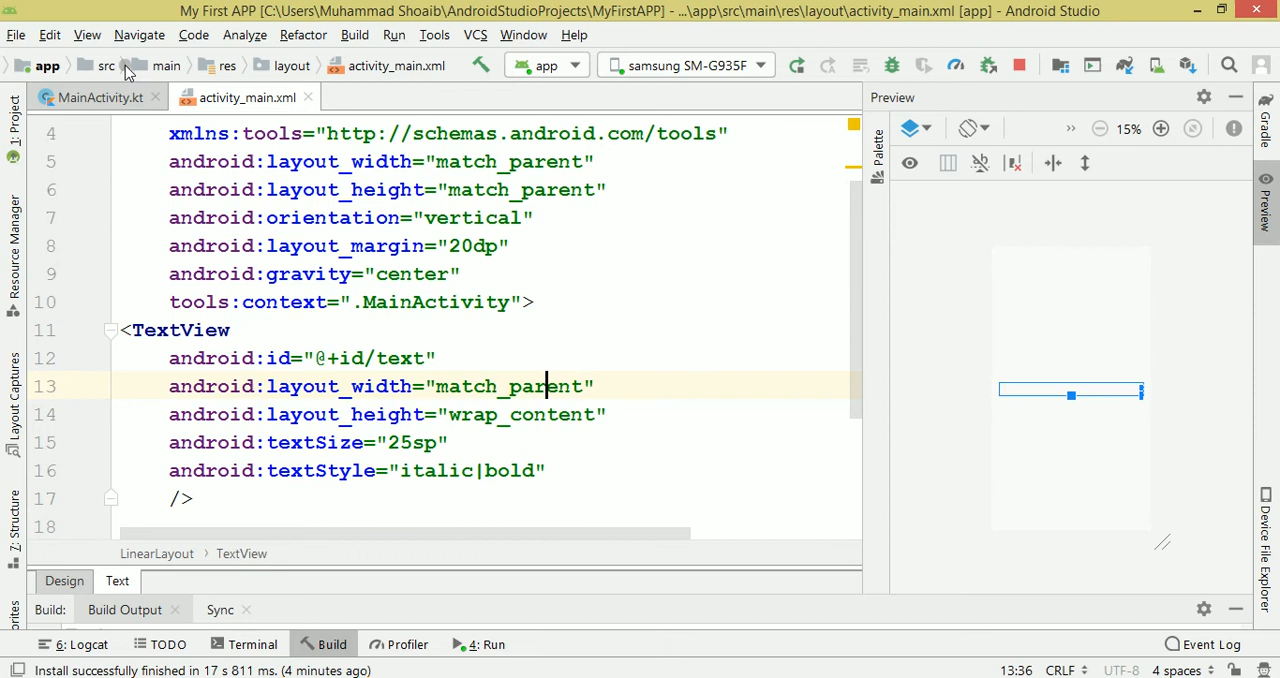 My First APP [C:\Users\Muhammad Shoaib\AndroidStudioProjects\MyFirstAPP] - ...\app\src\main\res\layout\activity_main.xml [app] - Android Studio
File Edit View Navigate Code Analyze Refactor Build Run Tools VCS Window Help
app src main res layout activity_main.xml app samsung SM-G935F
MainActivity.kt activity_main.xml Preview
15%
4 xmlns:tools="http://schemas.android.com/tools"
5 android:layout_width="match_parent"
6 android:layout_height="match_parent"
7 android:orientation="vertical"
8 android:layout_margin="20dp"
9 android:gravity="center"
10 tools:context=".MainActivity">
11 <TextView
12 android:id="@+id/text"
13 android:layout_width="match_parent"
14 android:layout_height="wrap_content"
15 android:textSize="25sp"
16 android:textStyle="italic|bold"
17 />
18
LinearLayout › TextView
Design Text
Build: Build Output Sync
6: Logcat TODO Terminal Build Profiler 4: Run Event Log
Install successfully finished in 17 s 811 ms. (4 minutes ago) 13:36 CRLF UTF-8 4 spaces
1: Project
Resource Manager
Layout Captures
7: Structure
Palette
Gradle
Preview
Device File Explorer